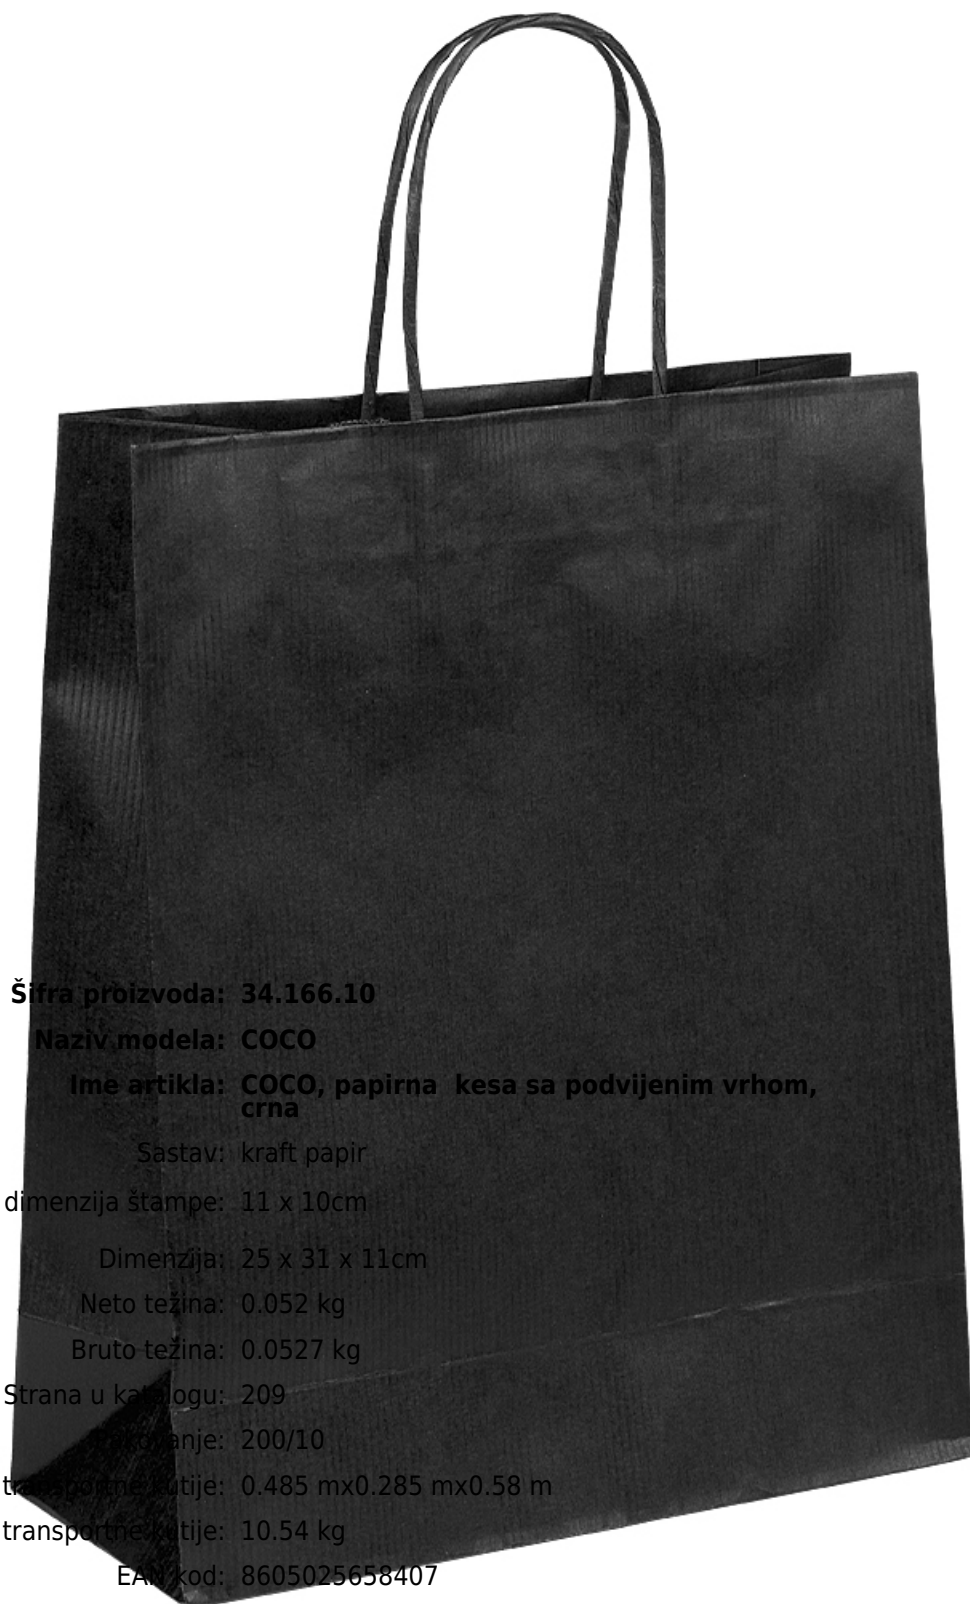 Šifra proizvoda: 34.166.10
Naziv modela: COCO
Ime artikla: COCO, papirna  kesa sa podvijenim vrhom,
crna
Sastav: kraft papir
dimenzija štampe: 11 x 10cm
Dimenzija: 25 x 31 x 11cm
Neto težina: 0.052 kg
Bruto težina: 0.0527 kg
Strana u katalogu: 209
Pakovanje: 200/10
transportne kutije: 0.485 mx0.285 mx0.58 m
transportne kutije: 10.54 kg
EAN kod: 8605025658407